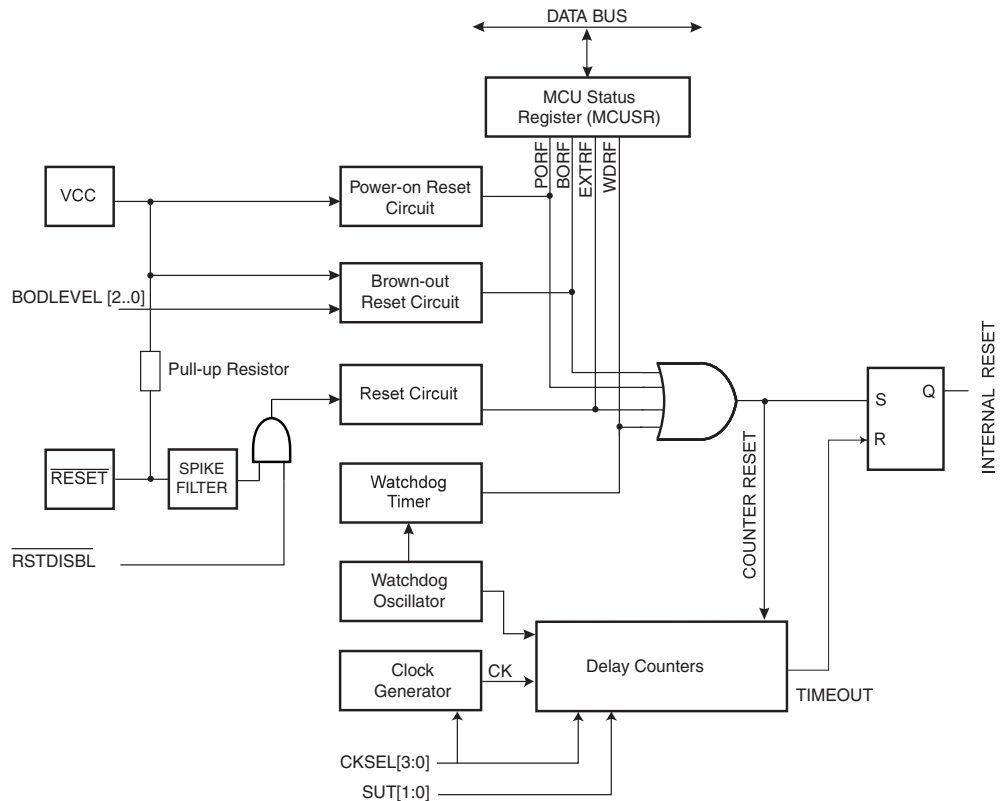 DATA BUS
MCU Status
Register (MCUSR)
PORF
BORF
EXTRF
WDRF
VCC
Power-on Reset
Circuit
Brown-out
Reset Circuit
BODLEVEL [2..0]
Pull-up Resistor
Reset Circuit
RESET
SPIKE
FILTER
RSTDISBL
Watchdog
Timer
Watchdog
Oscillator
Clock
Generator
CK
Delay Counters
CKSEL[3:0]
SUT[1:0]
COUNTER RESET
TIMEOUT
S
R
Q
INTERNAL RESET